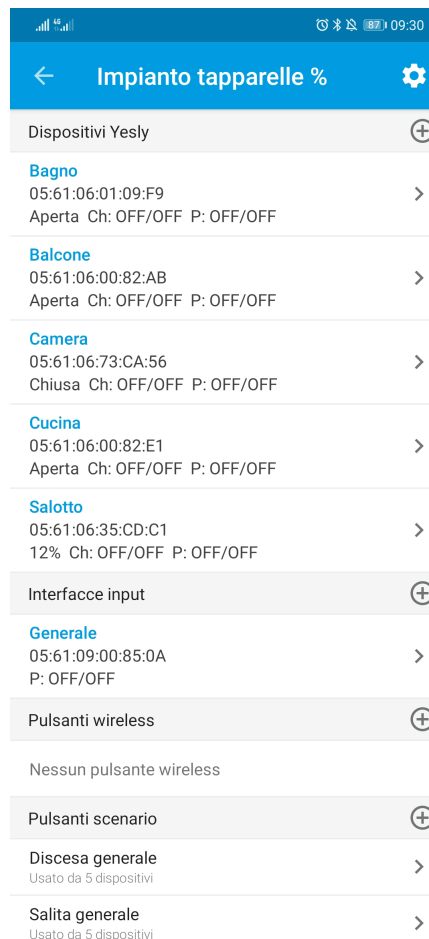 4G 87 09:30
Impianto tapparelle %
Dispositivi Yesly
Bagno
05:61:06:01:09:F9
Aperta Ch: OFF/OFF P: OFF/OFF
Balcone
05:61:06:00:82:AB
Aperta Ch: OFF/OFF P: OFF/OFF
Camera
05:61:06:73:CA:56
Chiusa Ch: OFF/OFF P: OFF/OFF
Cucina
05:61:06:00:82:E1
Aperta Ch: OFF/OFF P: OFF/OFF
Salotto
05:61:06:35:CD:C1
12% Ch: OFF/OFF P: OFF/OFF
Interfacce input
Generale
05:61:09:00:85:0A
P: OFF/OFF
Pulsanti wireless
Nessun pulsante wireless
Pulsanti scenario
Discesa generale
Usato da 5 dispositivi
Salita generale
Usato da 5 dispositivi